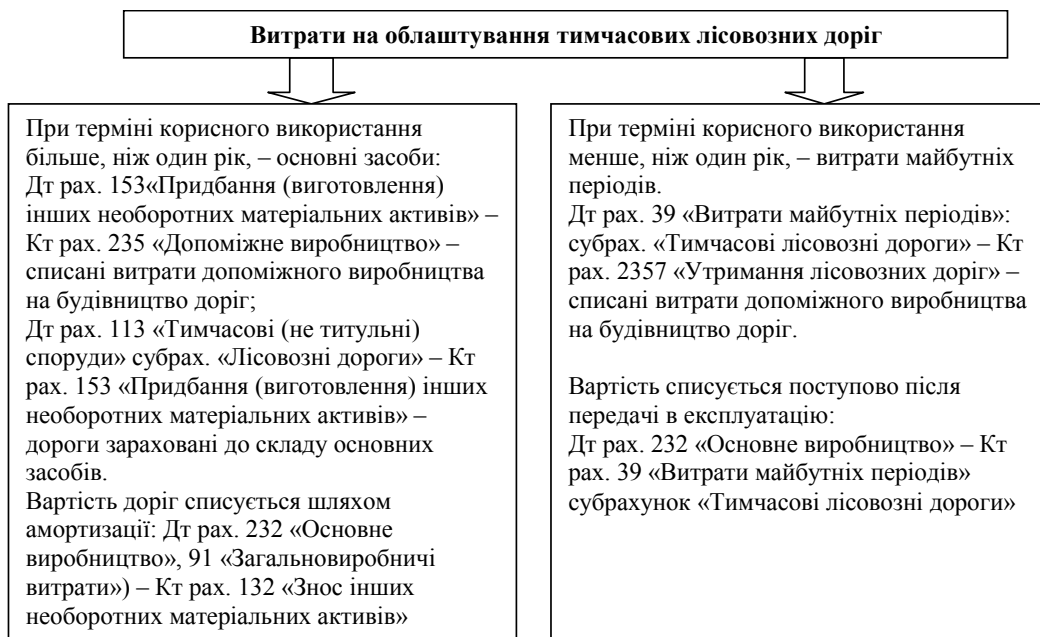 Витрати на облаштування тимчасових лісовозних доріг
При терміні корисного використання
більше, ніж один рік, – основні засоби:
Дт рах. 153«Придбання (виготовлення)
інших необоротних матеріальних активів» –
Кт рах. 235 «Допоміжне виробництво» –
списані витрати допоміжного виробництва
на будівництво доріг;
Дт рах. 113 «Тимчасові (не титульні)
споруди» субрах. «Лісовозні дороги» – Кт
рах. 153 «Придбання (виготовлення) інших
необоротних матеріальних активів» –
дороги зараховані до складу основних
засобів.
Вартість доріг списується шляхом
амортизації: Дт рах. 232 «Основне
виробництво», 91 «Загальновиробничі
витрати») – Кт рах. 132 «Знос інших
необоротних матеріальних активів»
При терміні корисного використання
менше, ніж один рік, – витрати майбутніх
періодів.
Дт рах. 39 «Витрати майбутніх періодів»:
субрах. «Тимчасові лісовозні дороги» – Кт
рах. 2357 «Утримання лісовозних доріг» –
списані витрати допоміжного виробництва
на будівництво доріг.
Вартість списується поступово після
передачі в експлуатацію:
Дт рах. 232 «Основне виробництво» – Кт
рах. 39 «Витрати майбутніх періодів»
субрахунок «Тимчасові лісовозні дороги»